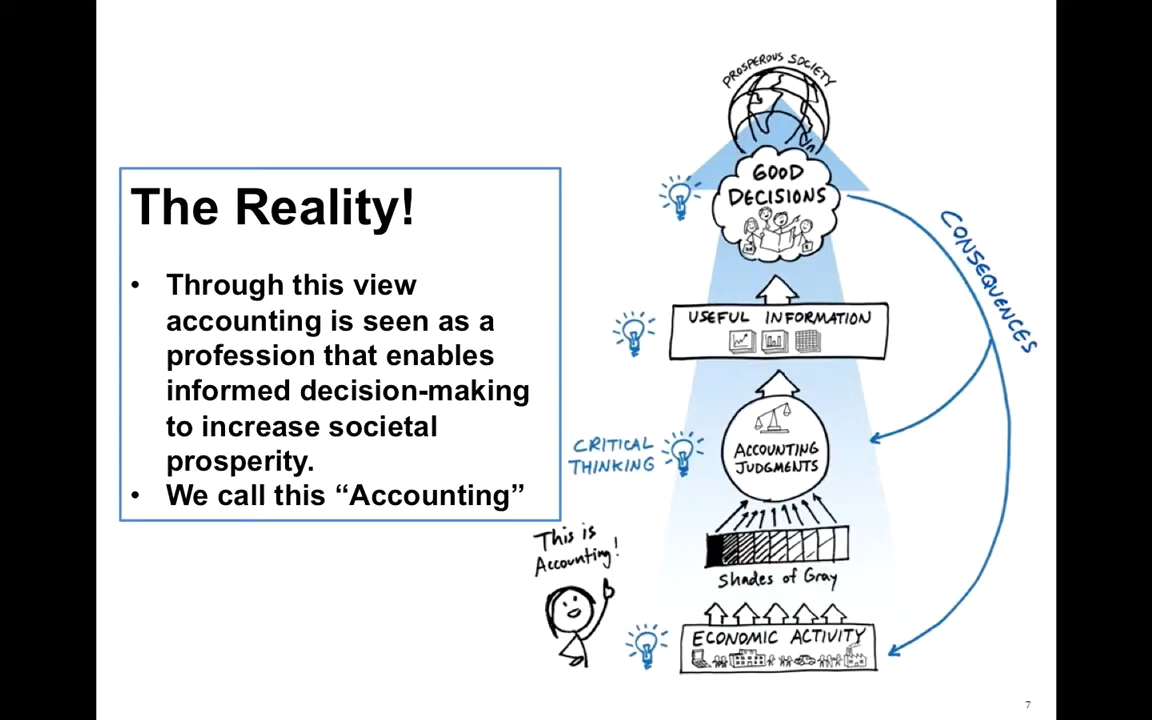 The Reality!
• Through this view
accounting is seen as a
profession that enables
informed decision-making
to increase societal
prosperity.
• We call this “Accounting”
PROSPEROUS SOCIETY
GOOD
DECISIONS
CONSEQUENCES
USEFUL INFORMATION
CRITICAL
THINKING
ACCOUNTING
JUDGMENTS
This is
Accounting!
Shades of Gray
ECONOMIC ACTIVITY
7